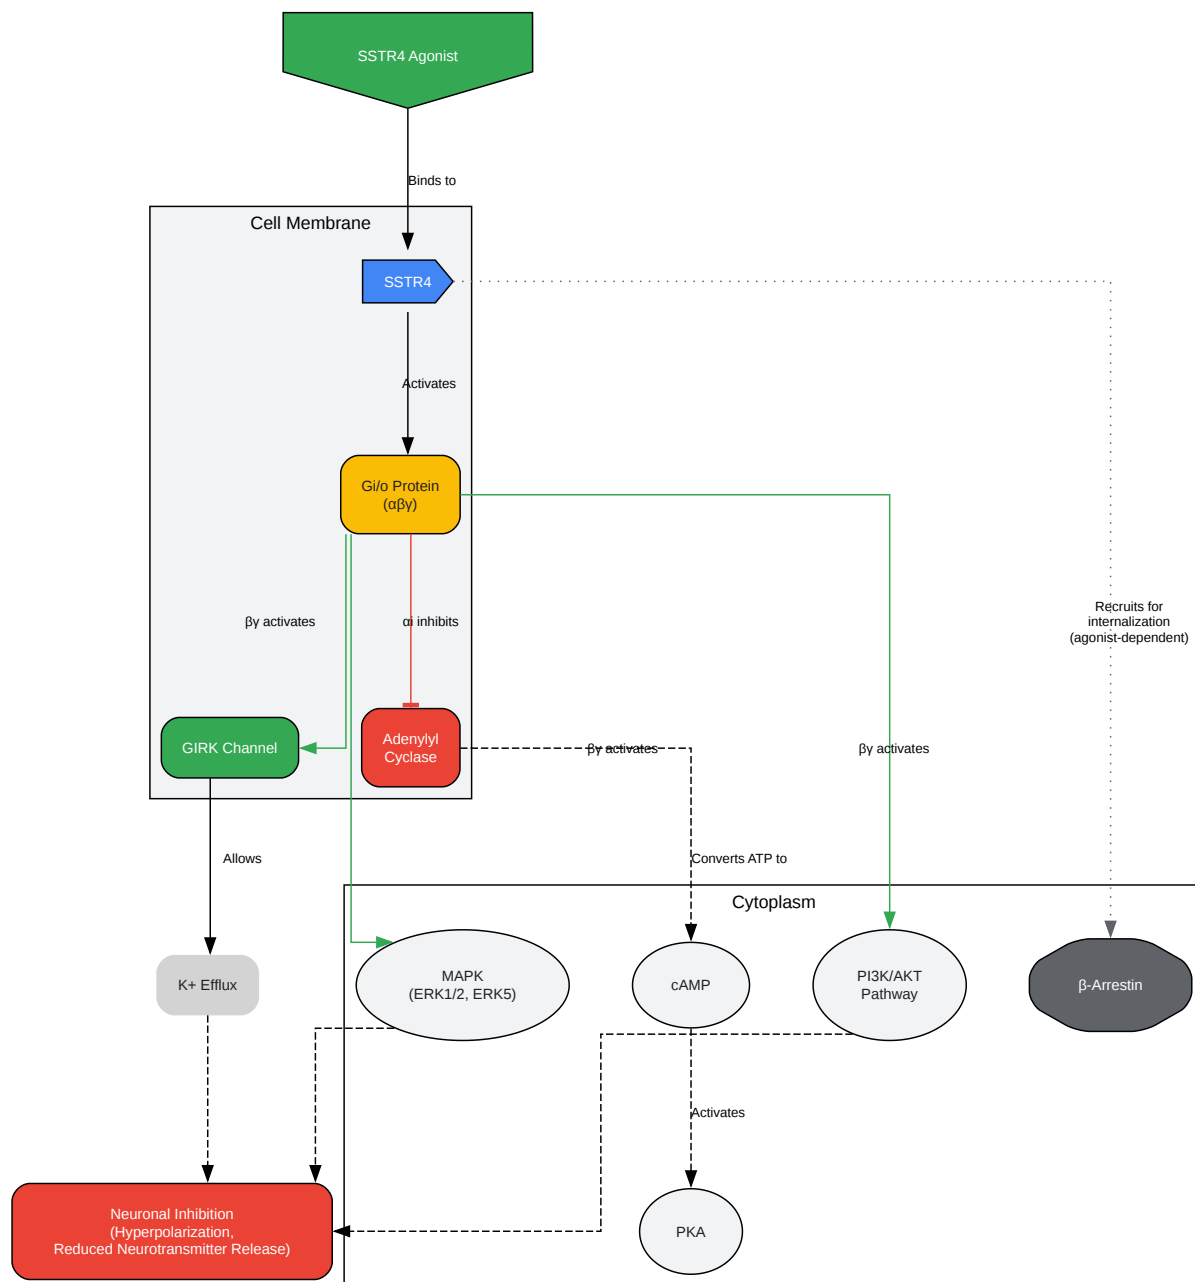 SSTR4 Agonist
Binds to
Cell Membrane
SSTR4
Activates
Gi/o Protein
(αβγ)
Recruits for
internalization
(agonist-dependent)
βγ activates
αi inhibits
GIRK Channel
Adenylyl
Cyclase
βγ activates
βγ activates
Allows
Converts ATP to
Cytoplasm
K+ Efflux
MAPK
(ERK1/2, ERK5)
cAMP
PI3K/AKT
Pathway
β-Arrestin
Activates
Neuronal Inhibition
(Hyperpolarization,
Reduced Neurotransmitter Release)
PKA